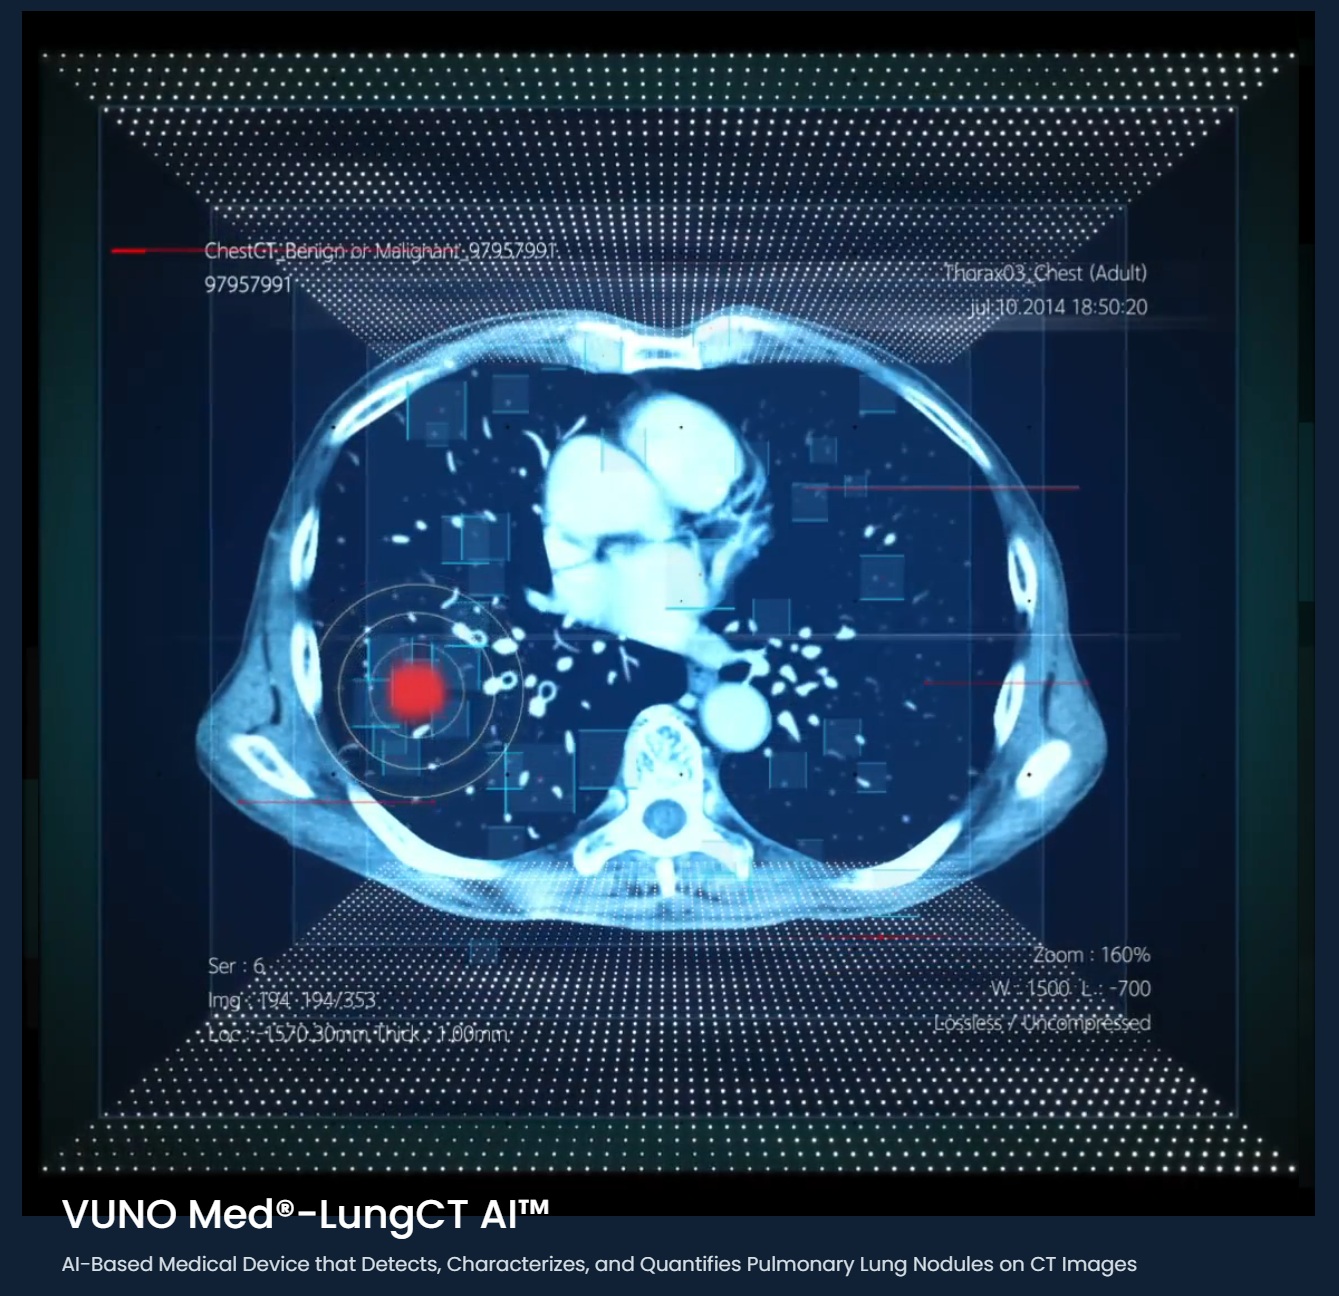 ChestCT_Benign or Malignant_97957991
97957991
Thorax03_Chest (Adult)
jul.10.2014 18:50:20
Ser : 6
Img : 194 194/353
Loc : -1570.30mm Thick : 1.00mm
Zoom : 160%
W : 1500 L : -700
Lossless / Uncompressed
VUNO Med®-LungCT AI™
AI-Based Medical Device that Detects, Characterizes, and Quantifies Pulmonary Lung Nodules on CT Images